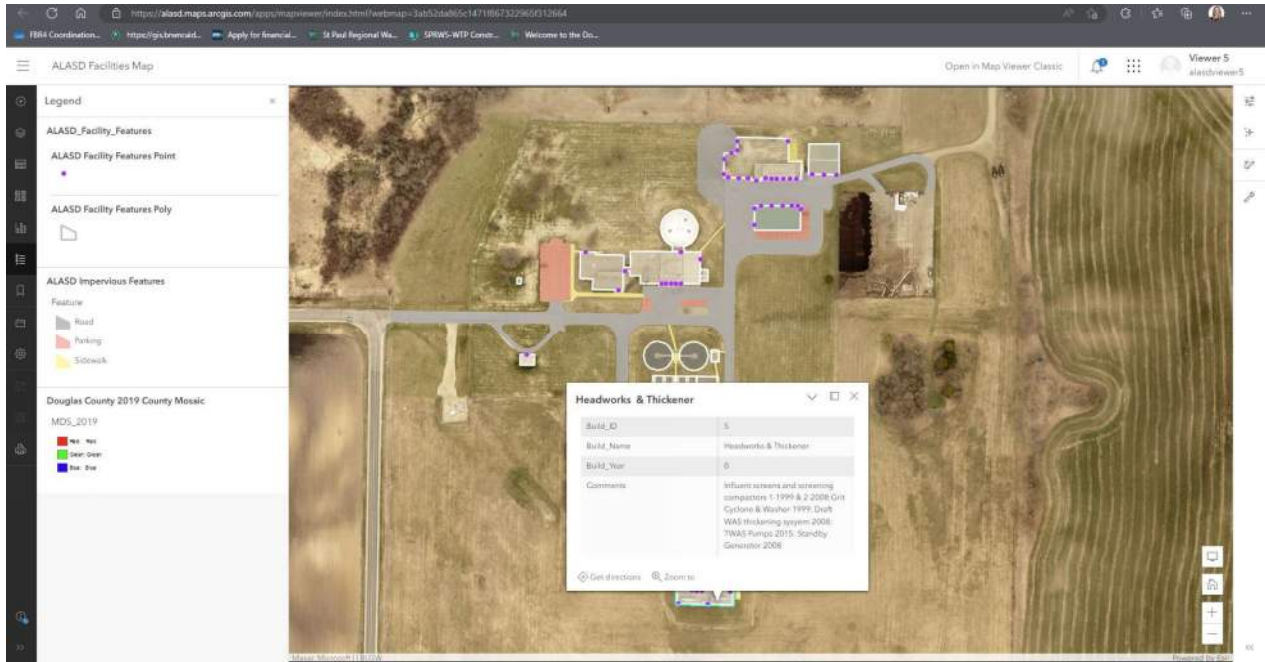 https://alasd.maps.arcgis.com/apps/mapviewer/index.html?webmap=3ab52da865c1471f867322965f312664
FBR4 Coordination... https://gis.bnercaid... Apply for financial... St Paul Regional Wa... SPRWS-WTP Constr... Welcome to the Do...
ALASD Facilities Map
Open in Map Viewer Classic
Viewer 5
alasdviewer5
Legend
ALASD_Facility_Features
ALASD Facility Features Point
ALASD Facility Features Poly
ALASD Impervious Features
Feature
Road
Parking
Sidewalk
Douglas County 2019 County Mosaic
MDS_2019
Green: Green
Blue: Blue
Headworks & Thickener
Build_ID 5
Build_Name Headworks & Thickener
Build_Year 0
Comments Influent screens and screening
compactors 1-1999 & 2-2008: Grit
Cyclone & Washer 1999; Draft
WAS thickening sysyem 2008:
TWAS Pumps 2015: Standby
Generator 2008
Get directions Zoom to
Maxar, Microsoft
Powered by Esri